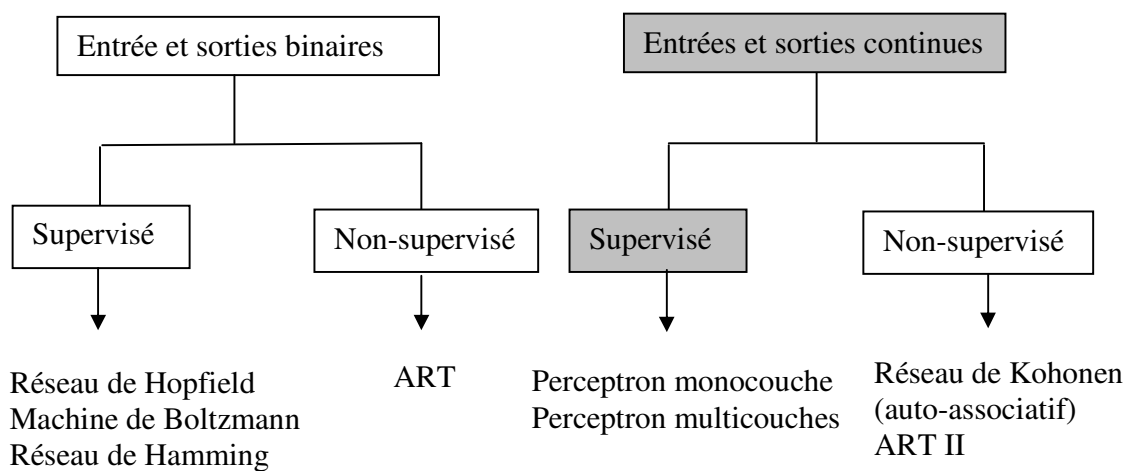 Entrée et sorties binaires
Entrées et sorties continues
Supervisé
Non-supervisé
Supervisé
Non-supervisé
Réseau de Hopfield
Machine de Boltzmann
Réseau de Hamming
ART
Perceptron monocouche
Perceptron multicouches
Réseau de Kohonen
(auto-associatif)
ART II